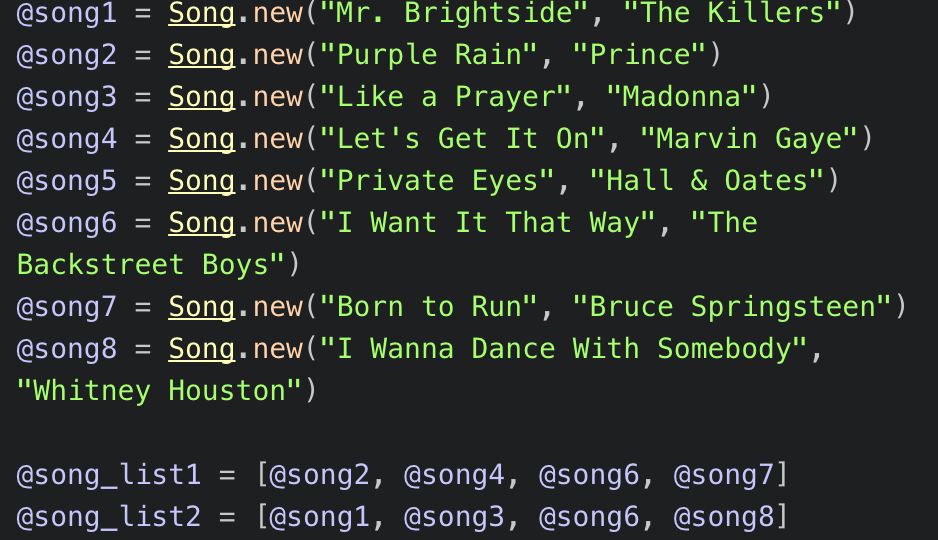 @song1 = Song.new("Mr. Brightside", "The Killers")
@song2 = Song.new("Purple Rain", "Prince")
@song3 = Song.new("Like a Prayer", "Madonna")
@song4 = Song.new("Let's Get It On", "Marvin Gaye")
@song5 = Song.new("Private Eyes", "Hall & Oates")
@song6 = Song.new("I Want It That Way", "The
Backstreet Boys")
@song7 = Song.new("Born to Run", "Bruce Springsteen")
@song8 = Song.new("I Wanna Dance With Somebody",
"Whitney Houston")
@song_list1 = [@song2, @song4, @song6, @song7]
@song_list2 = [@song1, @song3, @song6, @song8]